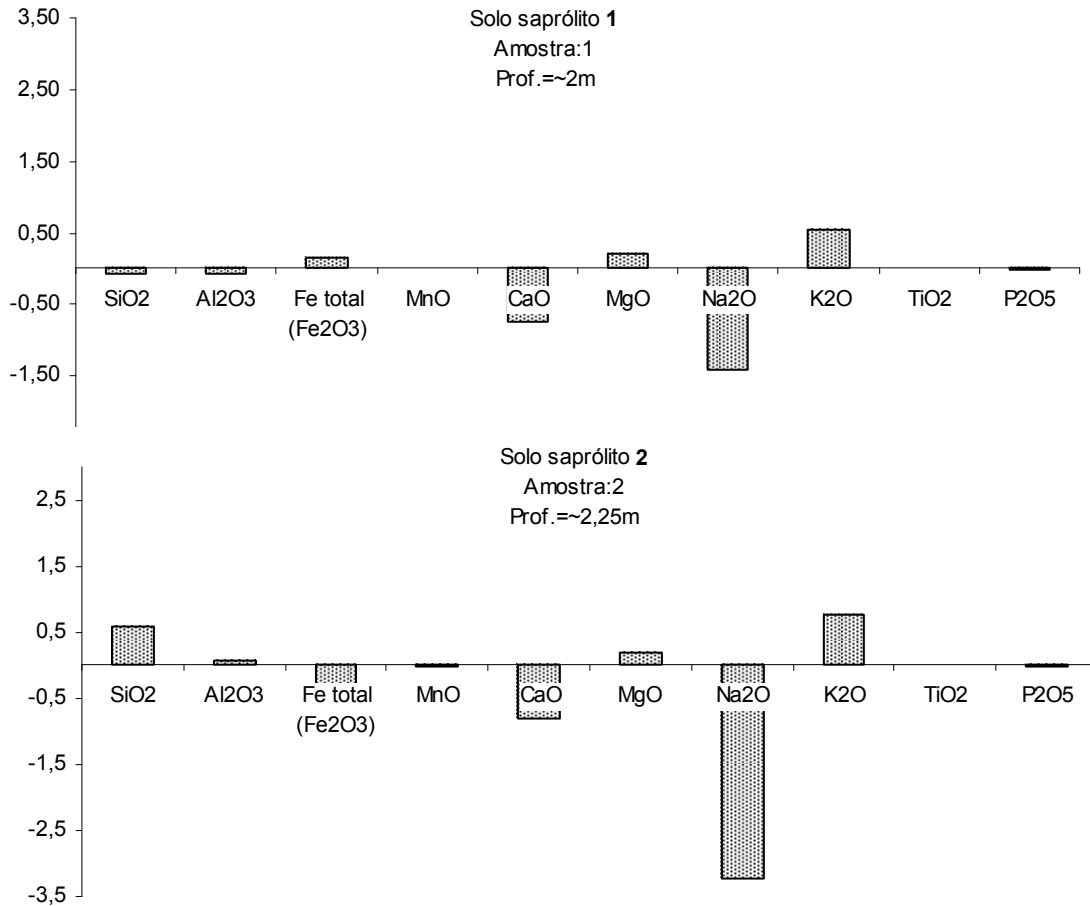 Solo saprólito 1
Amostra:1
Prof.=~2m
3,50
2,50
1,50
0,50
-0,50
-1,50
SiO2 Al2O3 Fe total MnO CaO MgO Na2O K2O TiO2 P2O5
(Fe2O3)
Solo saprólito 2
Amostra:2
Prof.=~2,25m
2,5
1,5
0,5
-0,5
-1,5
-2,5
-3,5
SiO2 Al2O3 Fe total MnO CaO MgO Na2O K2O TiO2 P2O5
(Fe2O3)